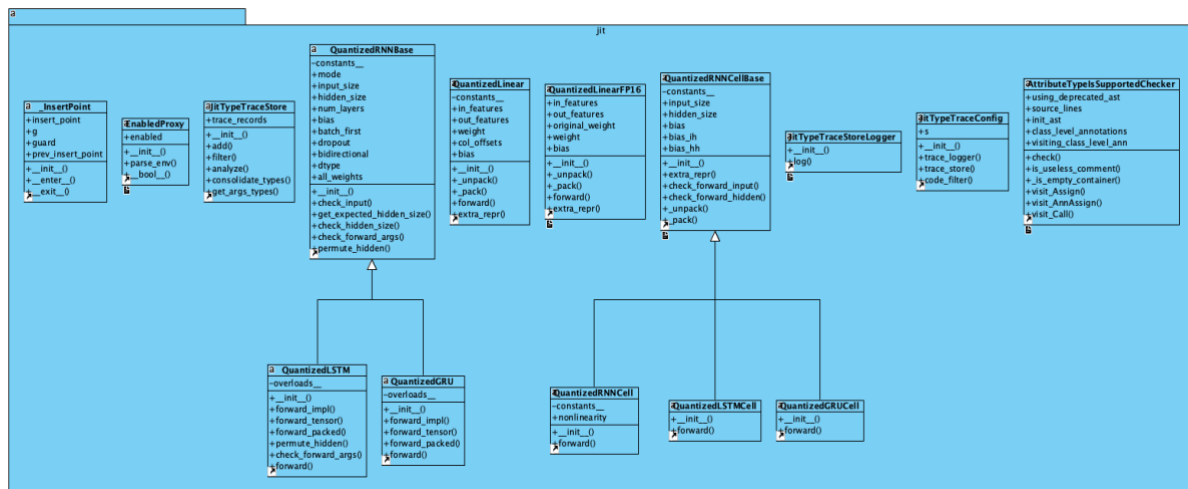 a
jit
_InsertPoint
+insert_point
+g
+guard
+prev_insert_point
+__init__()
+__enter__()
+__exit__()
EnabledProxy
+enabled
+__init__()
+parse_env()
+__bool__()
JitTypeTraceStore
+trace_records
+__init__()
+add()
+filter()
+analyze()
+consolidate_types()
+get_args_types()
QuantizedRNNBase
-constants__
+mode
+input_size
+hidden_size
+num_layers
+bias
+batch_first
+dropout
+bidirectional
+dtype
+all_weights
+__init__()
+check_input()
+get_expected_hidden_size()
+check_hidden_size()
+check_forward_args()
+permute_hidden()
QuantizedLinear
-constants__
+in_features
+out_features
+weight
+col_offsets
+bias
+__init__()
+_unpack()
+_pack()
+forward()
+extra_repr()
QuantizedLinearFP16
+in_features
+out_features
+original_weight
+weight
+bias
+__init__()
+_unpack()
+_pack()
+forward()
+extra_repr()
QuantizedRNNCellBase
-constants__
+input_size
+hidden_size
+bias
+bias_ih
+bias_hh
+__init__()
+extra_repr()
+check_forward_input()
+check_forward_hidden()
+_unpack()
+_pack()
JitTypeTraceStoreLogger
+__init__()
+log()
JitTypeTraceConfig
+s
+__init__()
+trace_logger()
+trace_store()
+code_filter()
AttributeTypeIsSupportedChecker
+using_deprecated_ast
+source_lines
+init_ast
+class_level_annotations
+visiting_class_level_ann
+check()
+is_useless_comment()
+_is_empty_container()
+visit_Assign()
+visit_AnnAssign()
+visit_Call()
QuantizedLSTM
-overloads__
+__init__()
+forward_impl()
+forward_tensor()
+forward_packed()
+permute_hidden()
+check_forward_args()
+forward()
QuantizedGRU
-overloads__
+__init__()
+forward_impl()
+forward_tensor()
+forward_packed()
+forward()
QuantizedRNNCell
-constants__
+nonlinearity
+__init__()
+forward()
QuantizedLSTMCell
+__init__()
+forward()
QuantizedGRUCell
+__init__()
+forward()